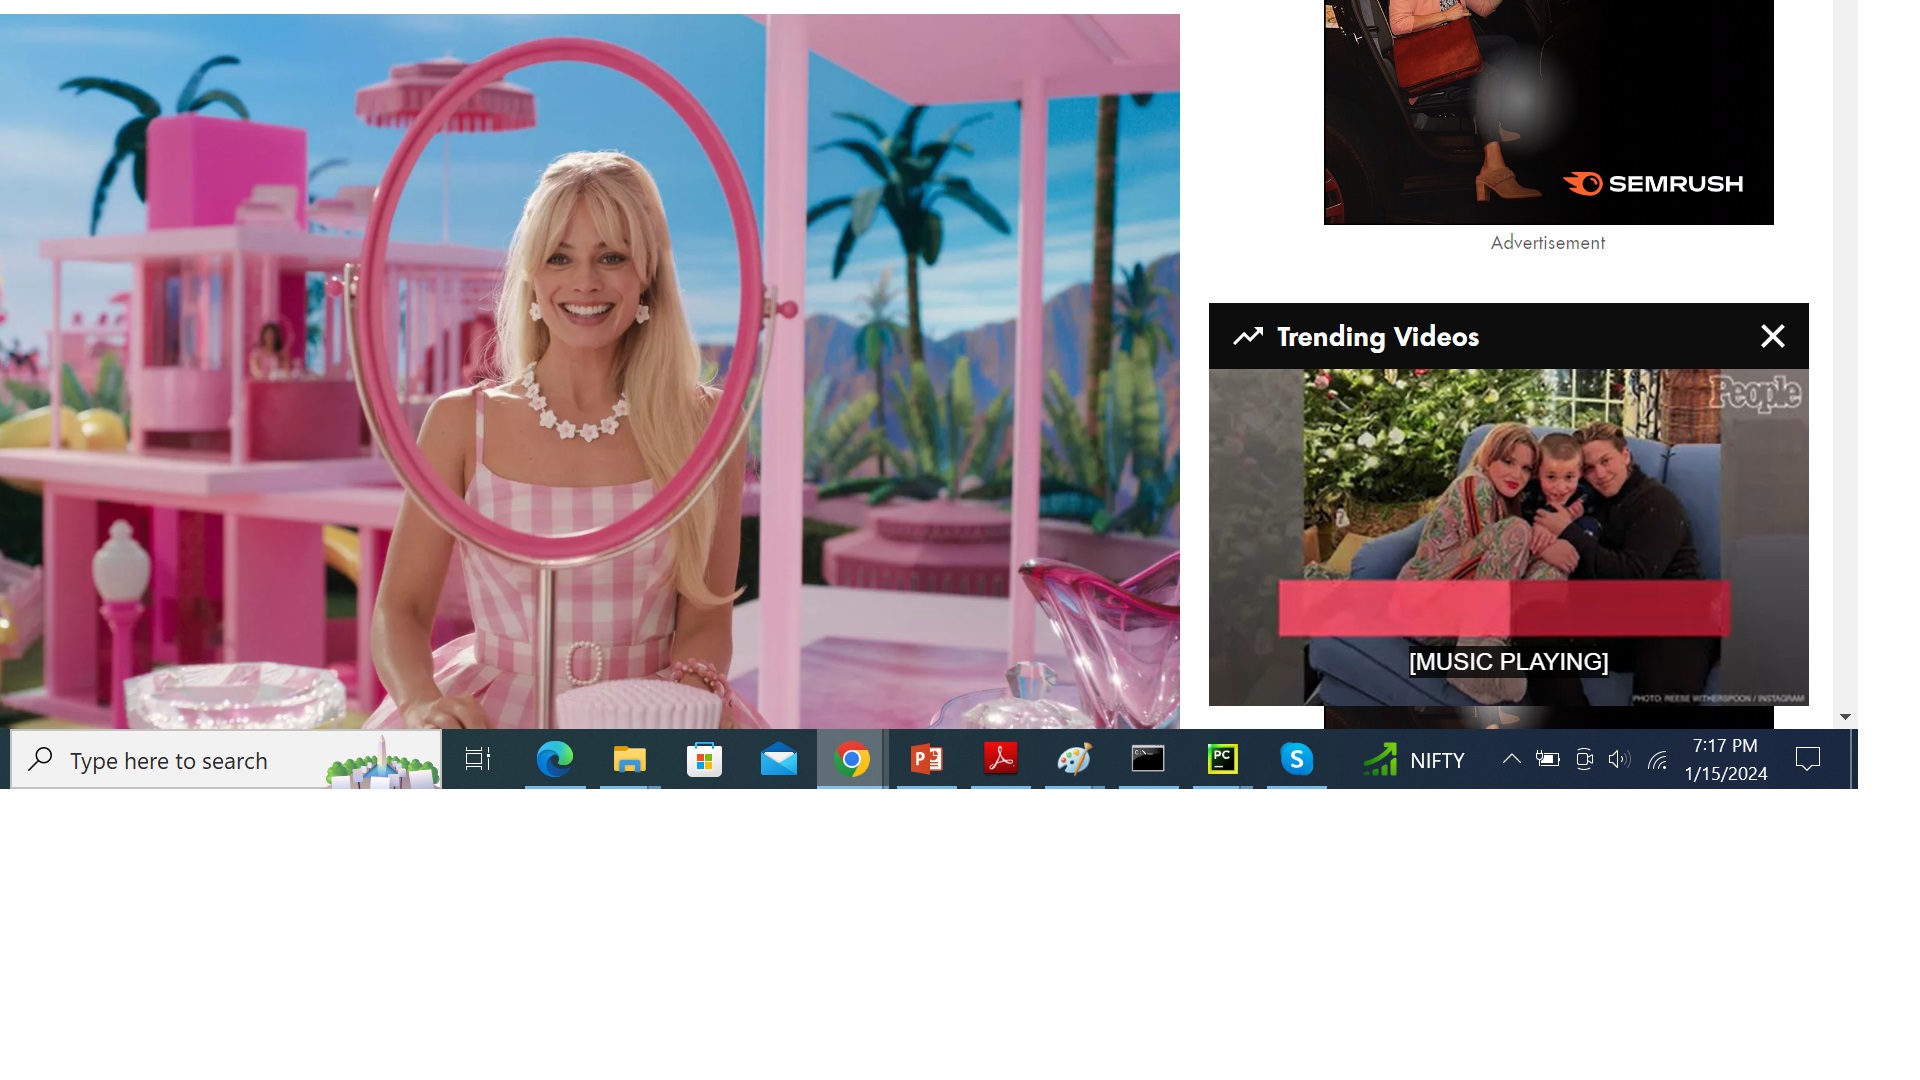 SEMRUSH
Advertisement
Trending Videos
People
[MUSIC PLAYING]
PHOTO: REESE WITHERSPOON / INSTAGRAM
Type here to search
PC
S
NIFTY
7:17 PM
1/15/2024